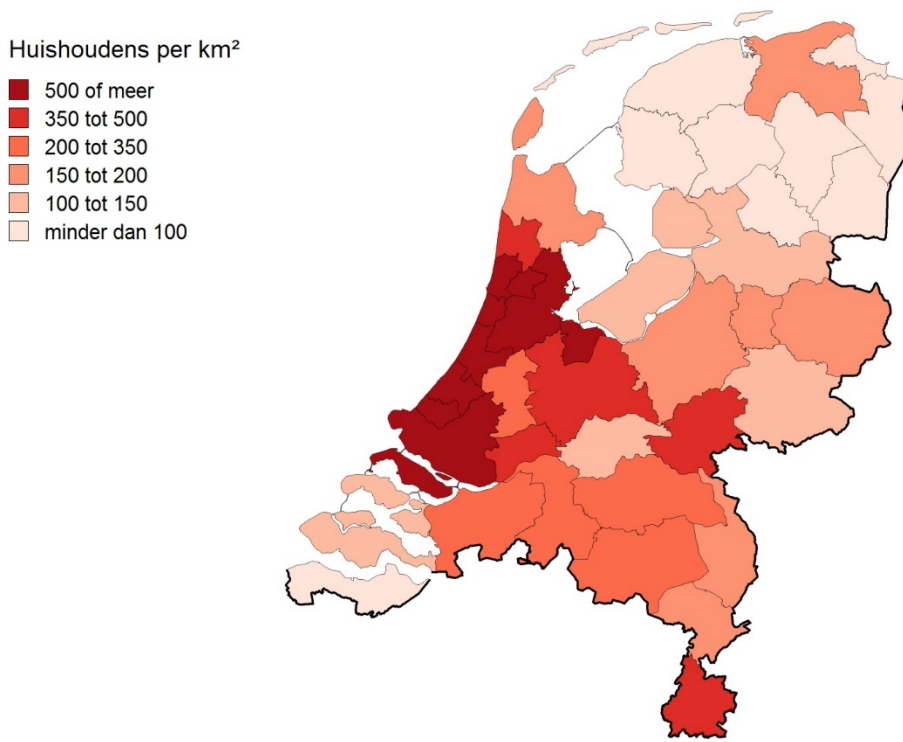 Huishoudens per km²
500 of meer
350 tot 500
200 tot 350
150 tot 200
100 tot 150
minder dan 100